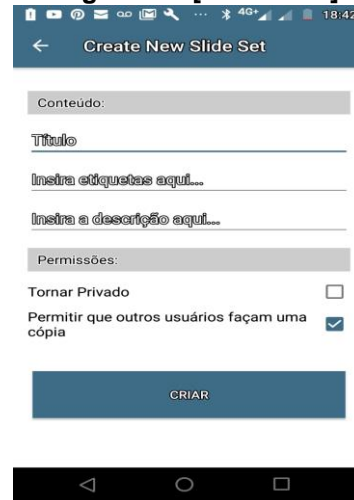 4G+ 18:42
Create New Slide Set
Conteúdo:
Título
Insira etiquetas aqui...
Insira a descrição aqui...
Permissões:
Tornar Privado
Permitir que outros usuários façam uma
cópia
CRIAR